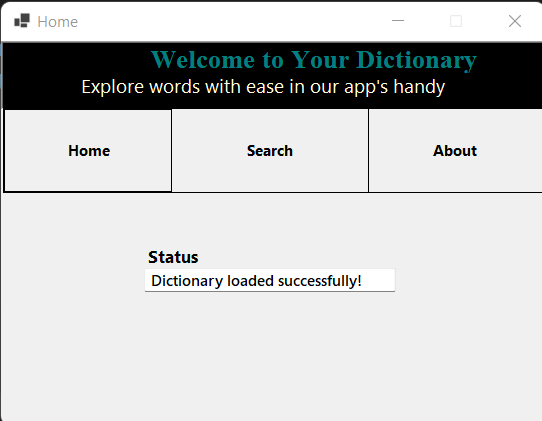 Home
Welcome to Your Dictionary
Explore words with ease in our app's handy
Home Search About
Status
Dictionary loaded successfully!